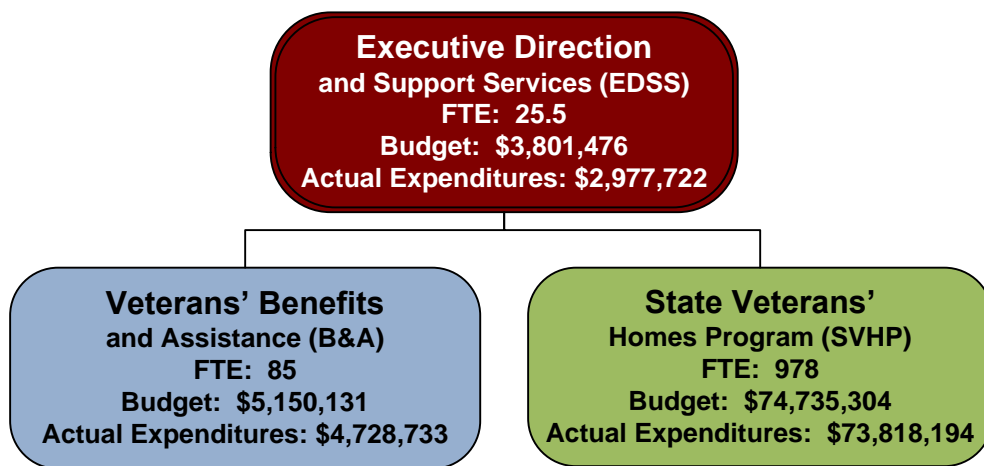 Executive Direction
and Support Services (EDSS)
FTE:  25.5
Budget:  $3,801,476
Actual Expenditures: $2,977,722
Veterans’ Benefits
and Assistance (B&A)
FTE:  85
Budget:  $5,150,131
Actual Expenditures: $4,728,733
State Veterans’
Homes Program (SVHP)
FTE:  978
Budget:  $74,735,304
Actual Expenditures: $73,818,194